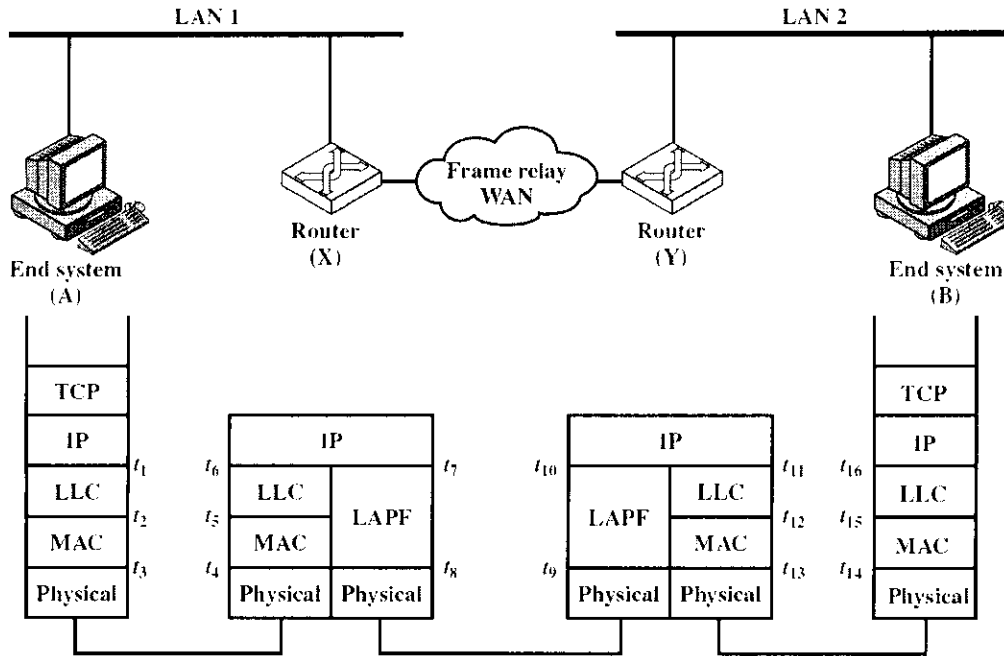 LAN 1
LAN 2
Frame relay
WAN
Router
(X)
Router
(Y)
End system
(A)
End system
(B)
TCP
TCP
IP
IP
IP
IP
t1
t6
t7
t10
t11
t16
LLC
LLC
LAPF
LAPF
LLC
LLC
t2
t5
t12
t15
MAC
MAC
MAC
MAC
t3
t4
t8
t9
t13
t14
Physical
Physical
Physical
Physical
Physical
Physical